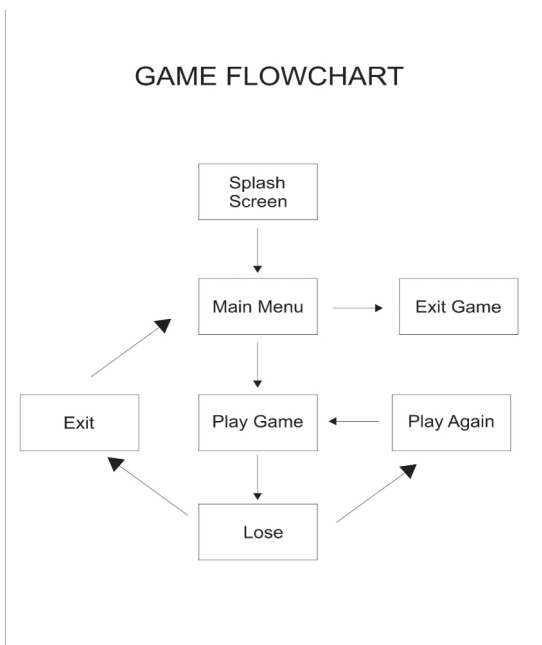 GAME FLOWCHART
Splash
Screen
Main Menu
Exit Game
Exit
Play Game
Play Again
Lose